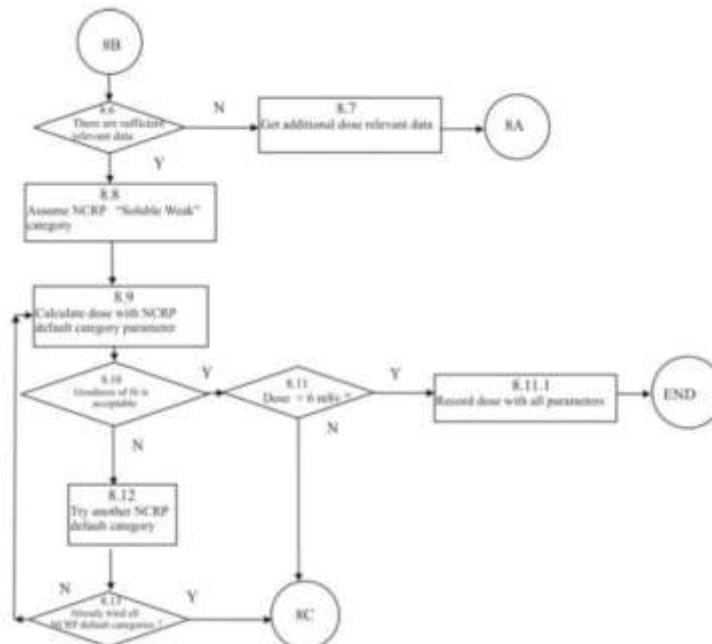 8B
8.6
There are sufficient
relevant data
N
Y
8.7
Get additional dose relevant data
8A
8.8
Assume NCRP "Soluble Weak"
category
8.9
Calculate dose with NCRP
default category parameter
8.10
Goodness of fit is
acceptable
Y
N
8.11
Dose < 6 mSv ?
Y
N
8.11.1
Record dose with all parameters
END
8.12
Try another NCRP
default category
8.13
Already tried all
NCRP default categories ?
N
Y
8C